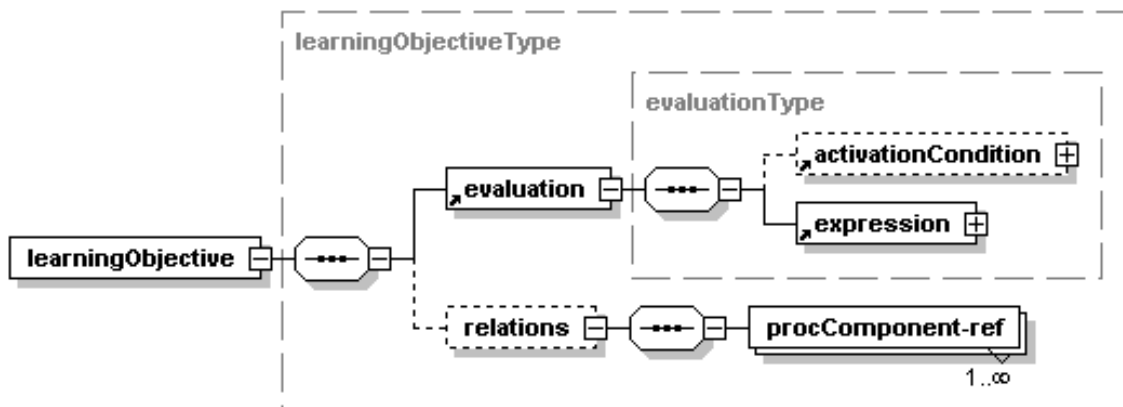 learningObjectiveType
evaluationType
activationCondition
evaluation
expression
learningObjective
relations
procComponent-ref
1..∞